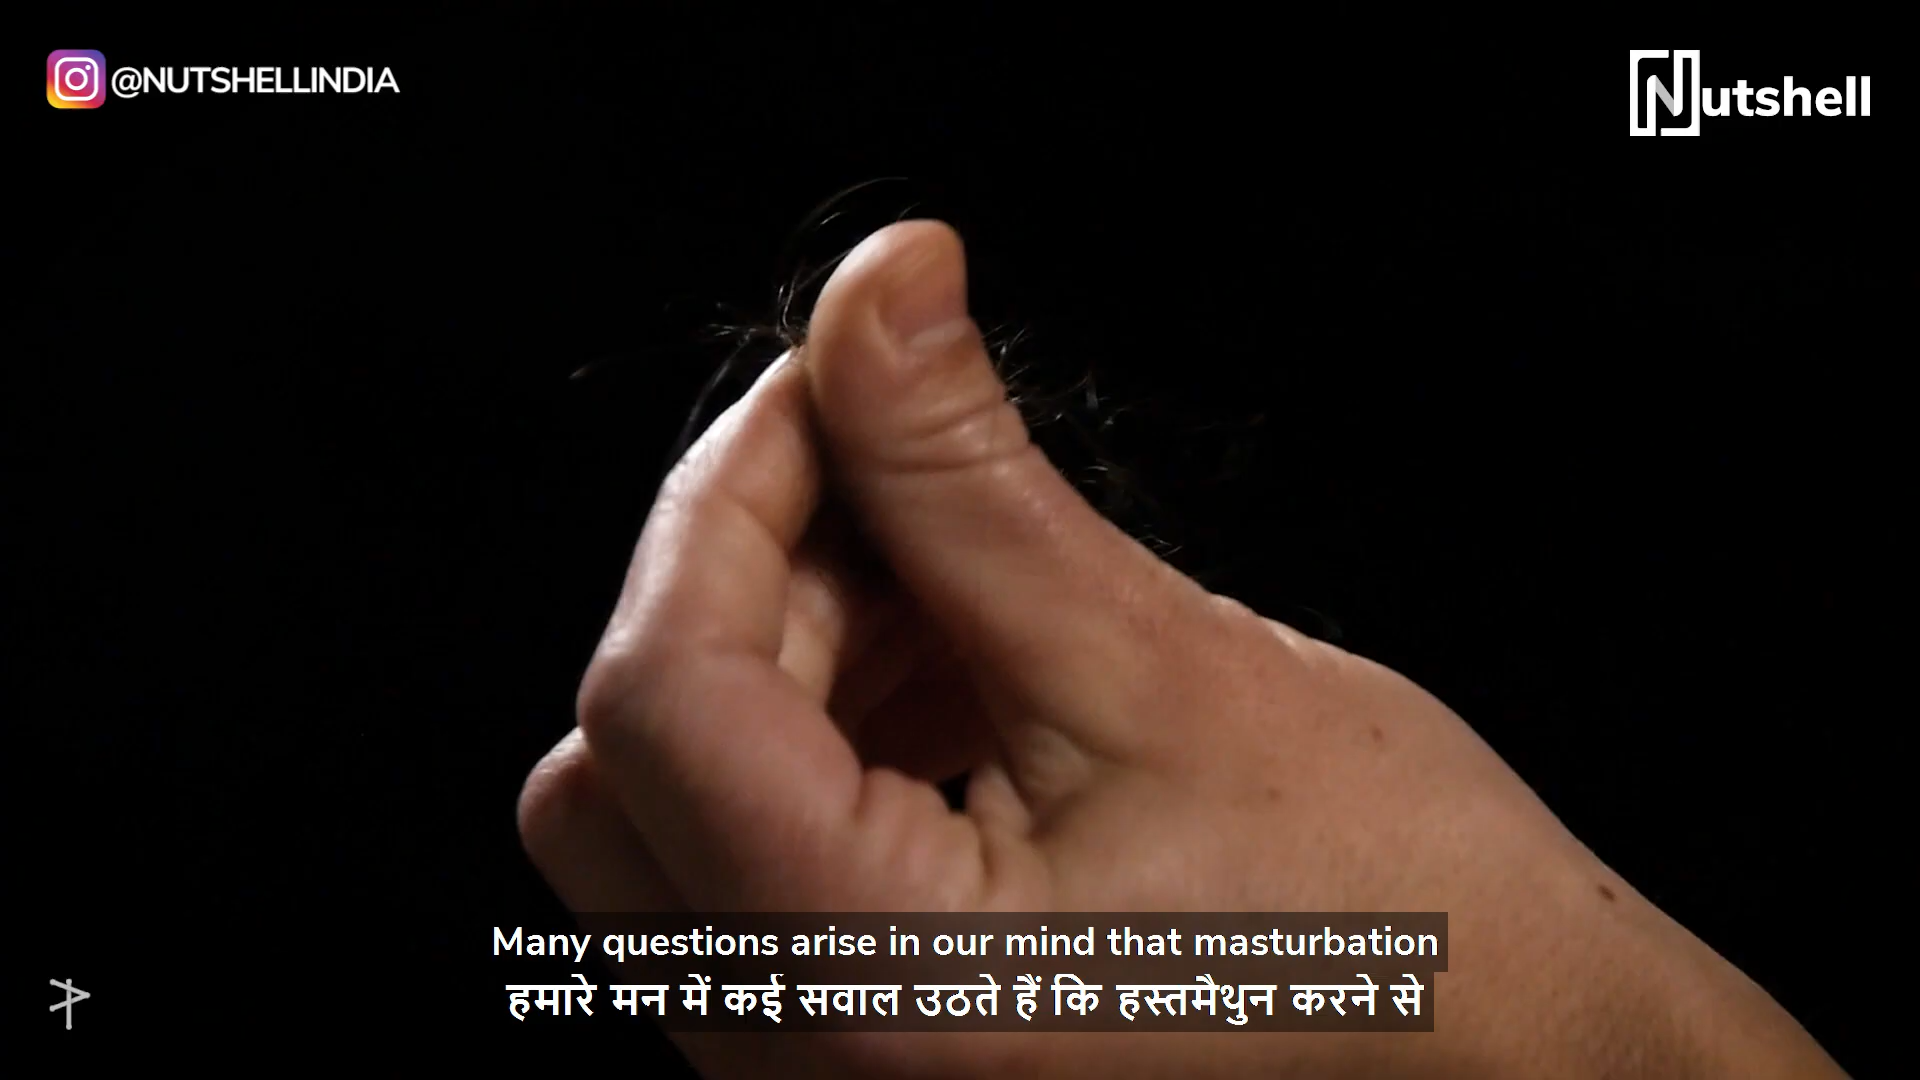 @NUTSHELLINDIA
Nutshell
Many questions arise in our mind that masturbation
हमारे मन में कई सवाल उठते हैं कि हस्तमैथुन करने से